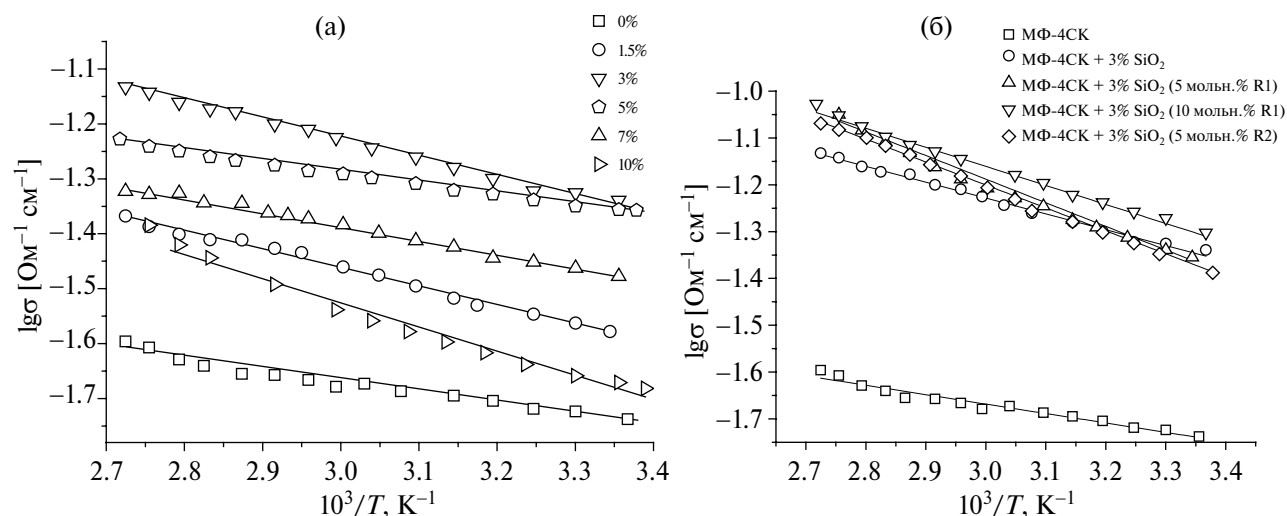 (а)
0%
1.5%
3%
5%
7%
10%
lgσ [Ом⁻¹ см⁻¹]
−1.1
−1.2
−1.3
−1.4
−1.5
−1.6
−1.7
2.7 2.8 2.9 3.0 3.1 3.2 3.3 3.4
10³/T, K⁻¹
(б)
МФ-4СК
МФ-4СК + 3% SiO₂
МФ-4СК + 3% SiO₂ (5 мольн.% R1)
МФ-4СК + 3% SiO₂ (10 мольн.% R1)
МФ-4СК + 3% SiO₂ (5 мольн.% R2)
lgσ [Ом⁻¹ см⁻¹]
−1.0
−1.1
−1.2
−1.3
−1.4
−1.5
−1.6
−1.7
2.7 2.8 2.9 3.0 3.1 3.2 3.3 3.4
10³/T, K⁻¹